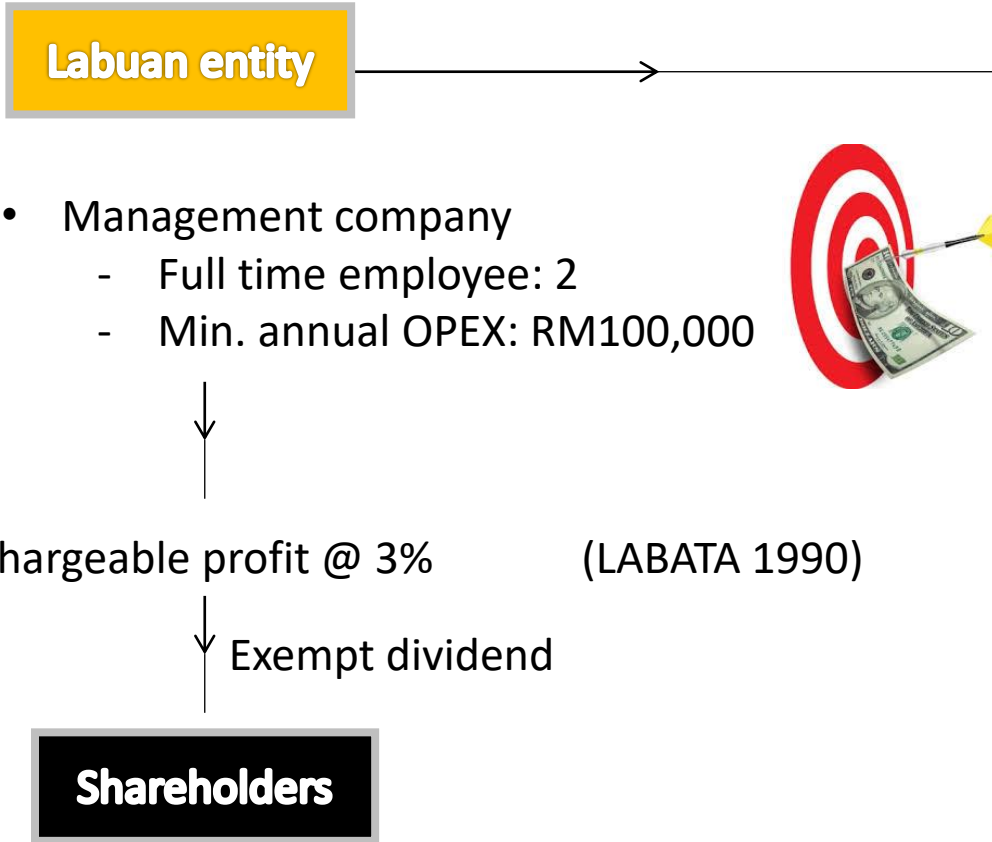 Labuan entity
• Management company
- Full time employee: 2
- Min. annual OPEX: RM100,000
hargeable profit @ 3% (LABATA 1990)
Exempt dividend
Shareholders